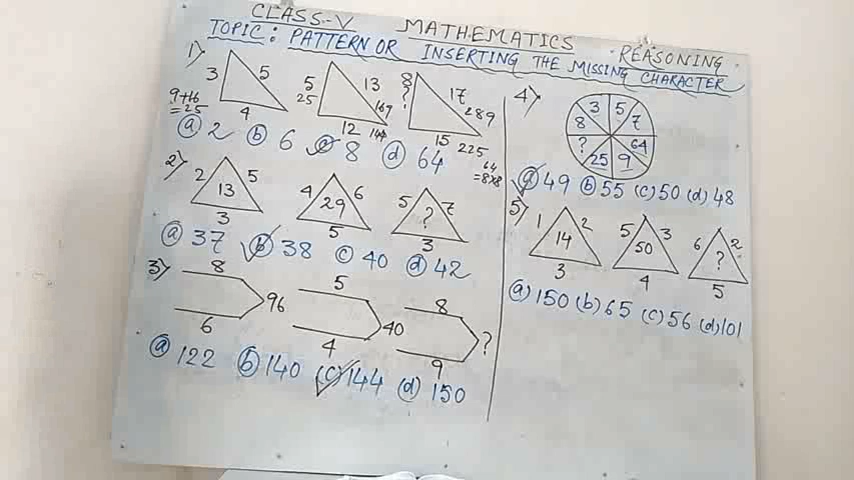 CLASS-V MATHEMATICS REASONING
TOPIC: PATTERN OR INSERTING THE MISSING CHARACTER
1) 3 5 4 5 25 13 169 12 144 8 ? 17 289 15 225
9+16
=25
64
=8x8
(a) 2 (b) 6 (c) 8 (d) 64
2) 2 5 13 3 4 6 29 5 5 7 ? 3
(a) 37 (b) 38 (c) 40 (d) 42
3) 8 96 6 5 40 4 8 ? 9
(a) 122 (b) 140 (c) 144 (d) 150
4) 3 5 7 64 9 25 ? 8
(a) 49 (b) 55 (c) 50 (d) 48
5) 1 2 14 3 5 3 50 4 6 2 ? 5
(a) 150 (b) 65 (c) 56 (d) 101